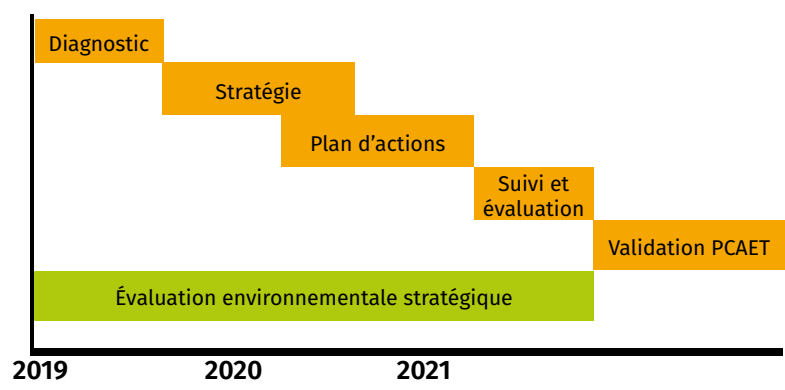 Diagnostic
Stratégie
Plan d’actions
Suivi et
évaluation
Validation PCAET
Évaluation environnementale stratégique
2019 2020 2021